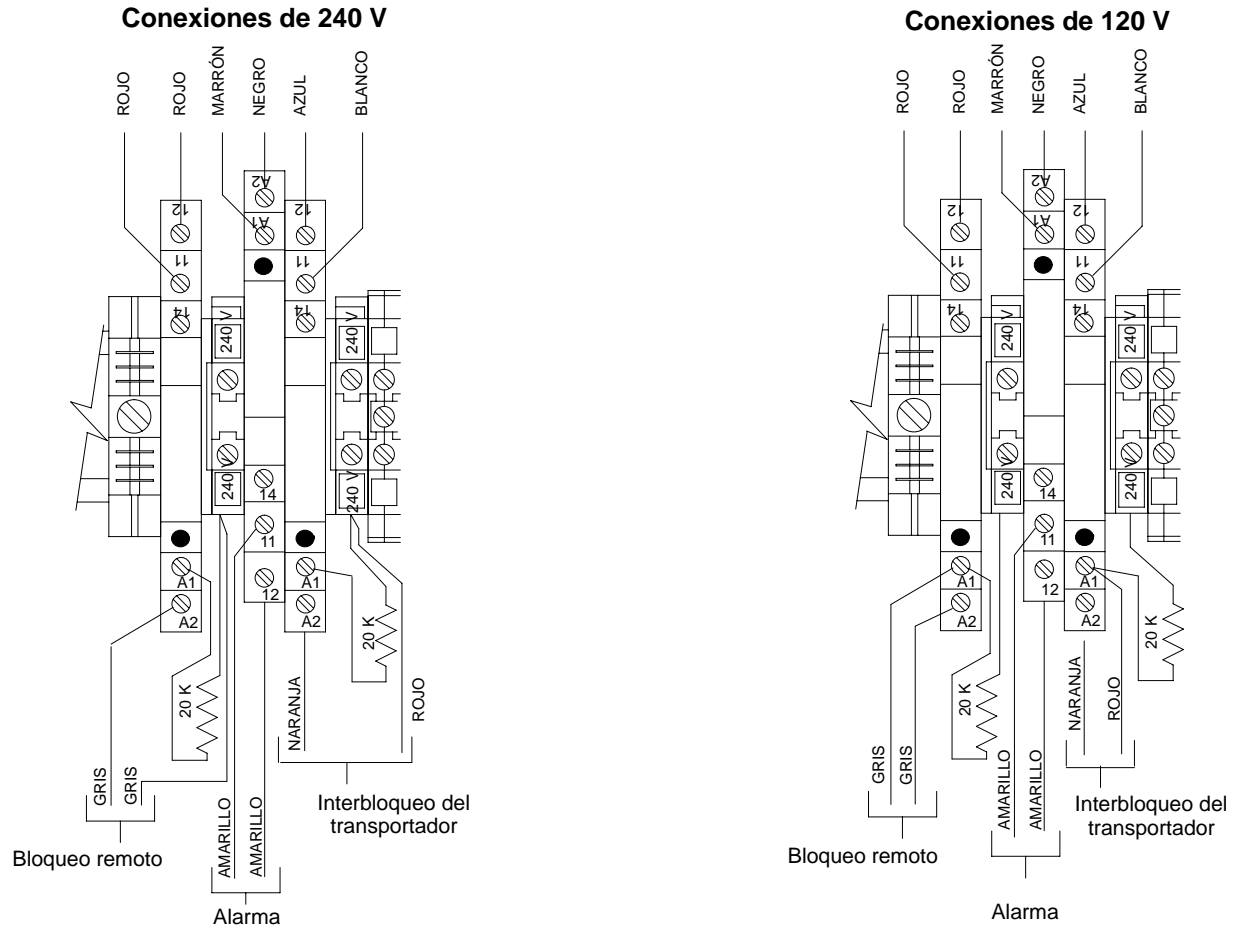 Conexiones de 240 V
ROJO
ROJO
MARRÓN
NEGRO
AZUL
BLANCO
A2
12
A1
12
11
11
14
14
240 V
240 V
240 V
240 V
14
11
12
A1
A2
A1
A2
20 K
20 K
NARANJA
ROJO
GRIS
GRIS
AMARILLO
AMARILLO
Interbloqueo del
transportador
Bloqueo remoto
Alarma
Conexiones de 120 V
ROJO
ROJO
MARRÓN
NEGRO
AZUL
BLANCO
A2
12
A1
12
11
11
14
14
240 V
240 V
240 V
240 V
14
11
12
A1
A2
A1
A2
20 K
20 K
NARANJA
ROJO
GRIS
GRIS
AMARILLO
AMARILLO
Interbloqueo del
transportador
Bloqueo remoto
Alarma